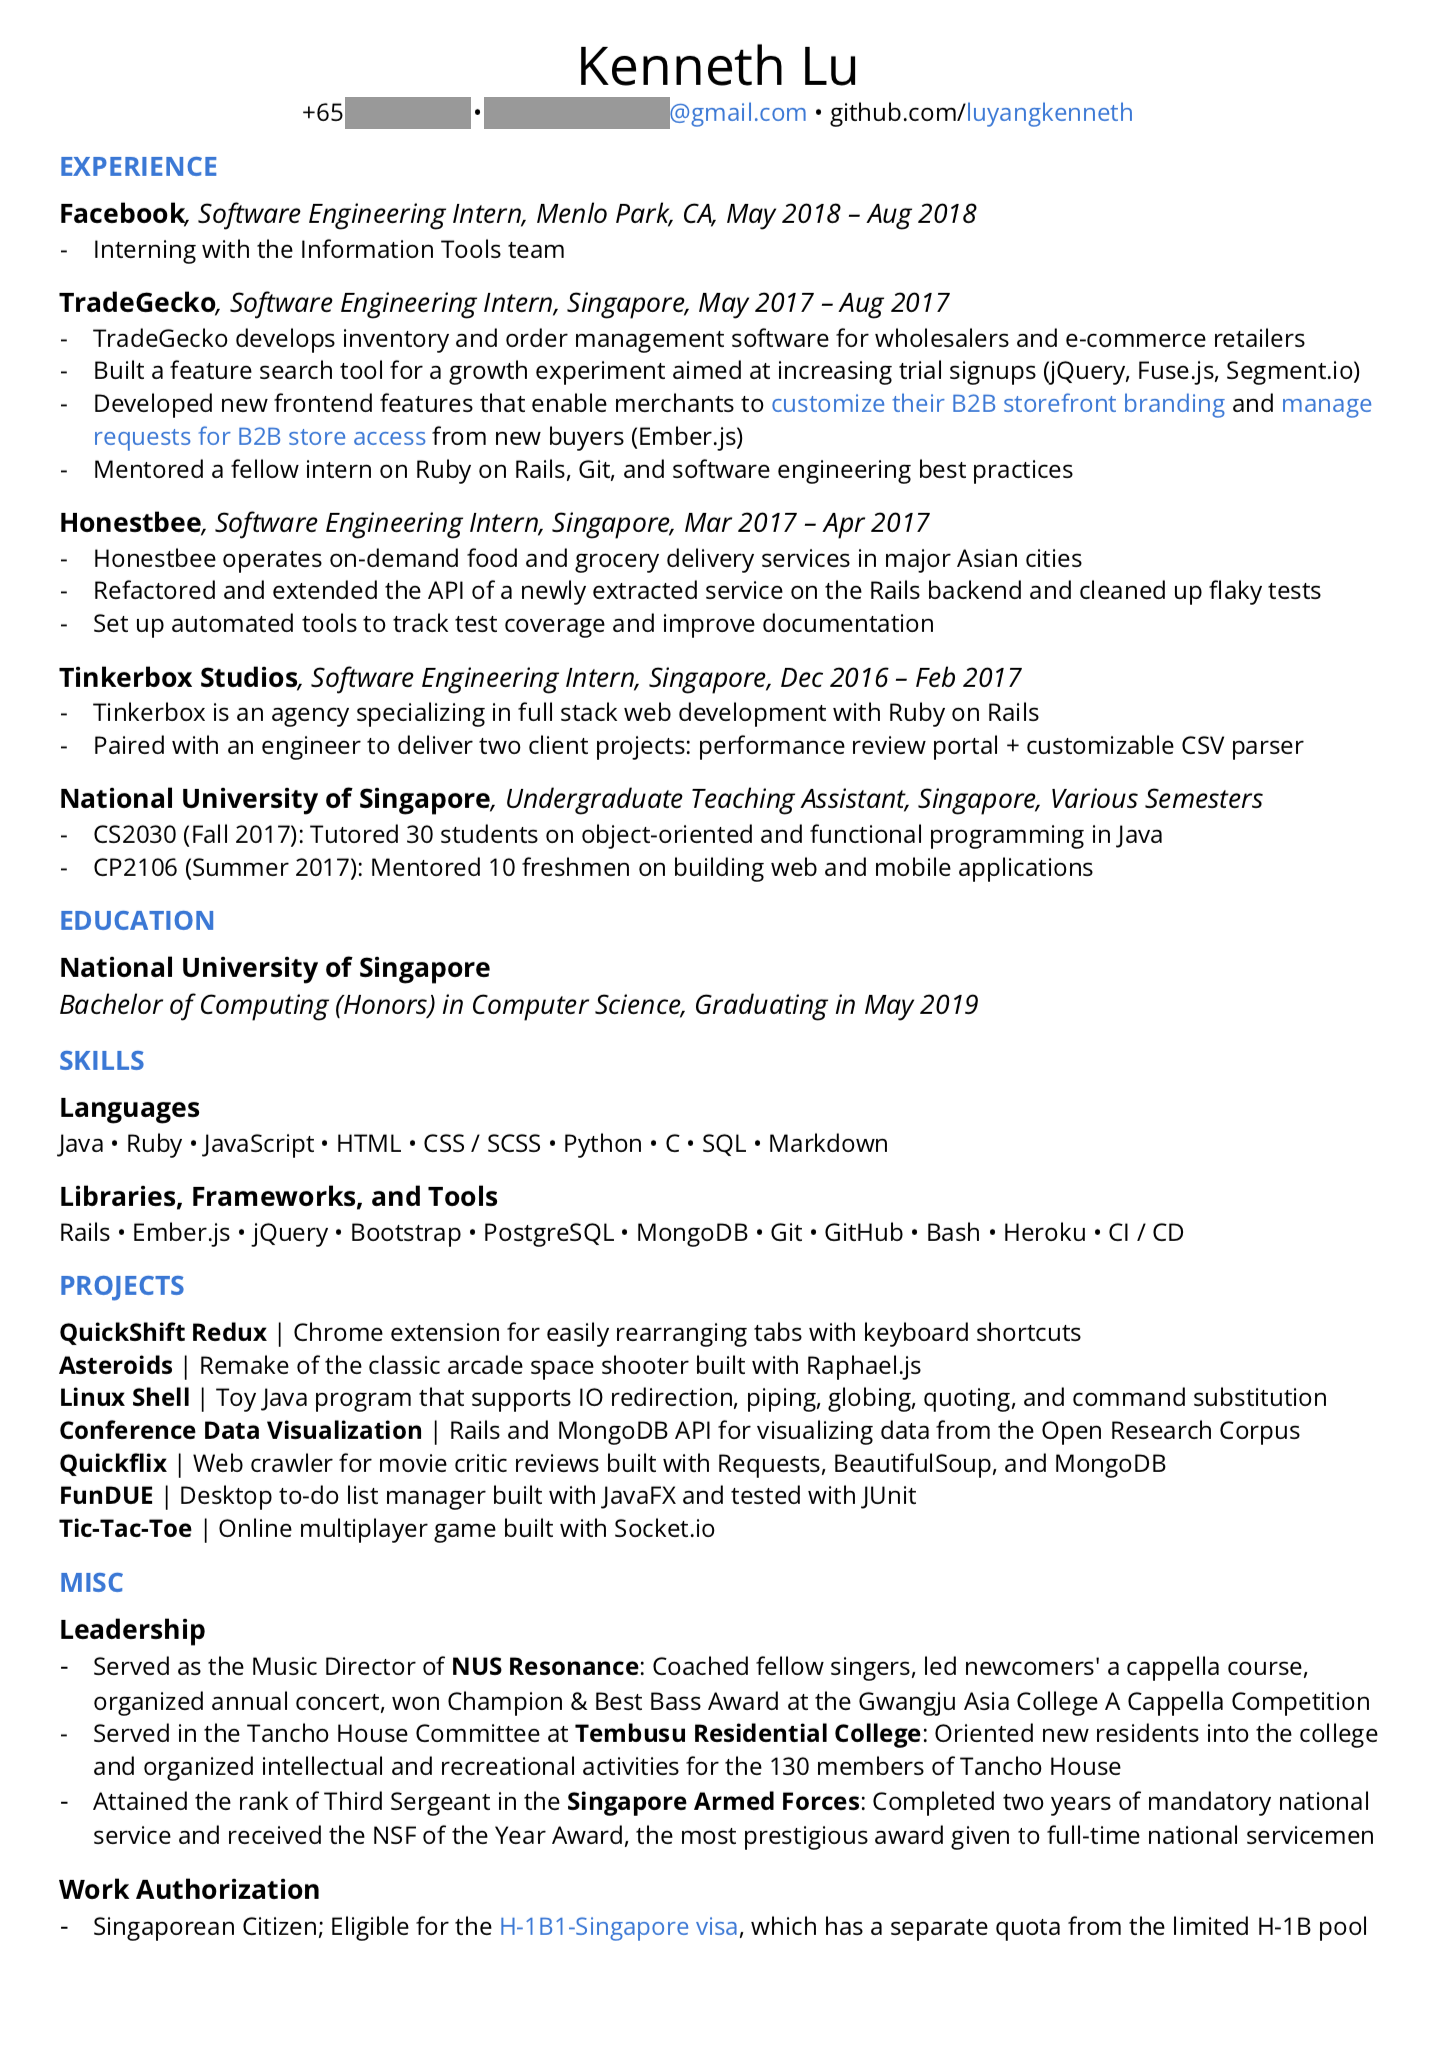 Kenneth Lu
+65 • @gmail.com • github.com/luyangkenneth
EXPERIENCE
Facebook, Software Engineering Intern, Menlo Park, CA, May 2018 – Aug 2018
- Interning with the Information Tools team
TradeGecko, Software Engineering Intern, Singapore, May 2017 – Aug 2017
- TradeGecko develops inventory and order management software for wholesalers and e-commerce retailers
- Built a feature search tool for a growth experiment aimed at increasing trial signups (jQuery, Fuse.js, Segment.io)
- Developed new frontend features that enable merchants to customize their B2B storefront branding and manage
requests for B2B store access from new buyers (Ember.js)
- Mentored a fellow intern on Ruby on Rails, Git, and software engineering best practices
Honestbee, Software Engineering Intern, Singapore, Mar 2017 – Apr 2017
- Honestbee operates on-demand food and grocery delivery services in major Asian cities
- Refactored and extended the API of a newly extracted service on the Rails backend and cleaned up flaky tests
- Set up automated tools to track test coverage and improve documentation
Tinkerbox Studios, Software Engineering Intern, Singapore, Dec 2016 – Feb 2017
- Tinkerbox is an agency specializing in full stack web development with Ruby on Rails
- Paired with an engineer to deliver two client projects: performance review portal + customizable CSV parser
National University of Singapore, Undergraduate Teaching Assistant, Singapore, Various Semesters
- CS2030 (Fall 2017): Tutored 30 students on object-oriented and functional programming in Java
- CP2106 (Summer 2017): Mentored 10 freshmen on building web and mobile applications
EDUCATION
National University of Singapore
Bachelor of Computing (Honors) in Computer Science, Graduating in May 2019
SKILLS
Languages
Java • Ruby • JavaScript • HTML • CSS / SCSS • Python • C • SQL • Markdown
Libraries, Frameworks, and Tools
Rails • Ember.js • jQuery • Bootstrap • PostgreSQL • MongoDB • Git • GitHub • Bash • Heroku • CI / CD
PROJECTS
QuickShift Redux | Chrome extension for easily rearranging tabs with keyboard shortcuts
Asteroids | Remake of the classic arcade space shooter built with Raphael.js
Linux Shell | Toy Java program that supports IO redirection, piping, globing, quoting, and command substitution
Conference Data Visualization | Rails and MongoDB API for visualizing data from the Open Research Corpus
Quickflix | Web crawler for movie critic reviews built with Requests, BeautifulSoup, and MongoDB
FunDUE | Desktop to-do list manager built with JavaFX and tested with JUnit
Tic-Tac-Toe | Online multiplayer game built with Socket.io
MISC
Leadership
- Served as the Music Director of NUS Resonance: Coached fellow singers, led newcomers' a cappella course,
organized annual concert, won Champion & Best Bass Award at the Gwangju Asia College A Cappella Competition
- Served in the Tancho House Committee at Tembusu Residential College: Oriented new residents into the college
and organized intellectual and recreational activities for the 130 members of Tancho House
- Attained the rank of Third Sergeant in the Singapore Armed Forces: Completed two years of mandatory national
service and received the NSF of the Year Award, the most prestigious award given to full-time national servicemen
Work Authorization
- Singaporean Citizen; Eligible for the H-1B1-Singapore visa, which has a separate quota from the limited H-1B pool